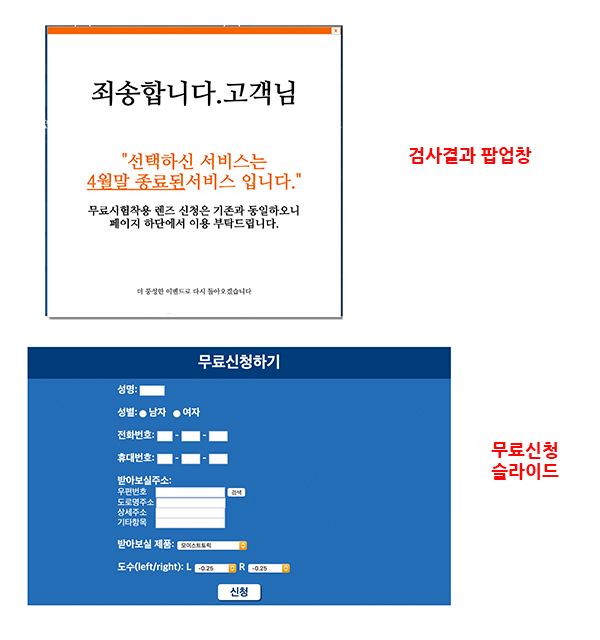 x
죄송합니다.고객님
"선택하신 서비스는
4월말 종료된서비스 입니다."
무료시험착용 렌즈 신청은 기존과 동일하오니
페이지 하단에서 이용 부탁드립니다.
더 풍성한 이벤트로 다시 돌아오겠습니다
검사결과 팝업창
무료신청하기
성명:
성별: 남자 여자
전화번호: - -
휴대번호: - -
받아보실주소:
우편번호 검색
도로명주소
상세주소
기타항목
받아보실 제품: 모이스트토릭
도수(left/right): L -0.25 R -0.25
신청
무료신청
슬라이드